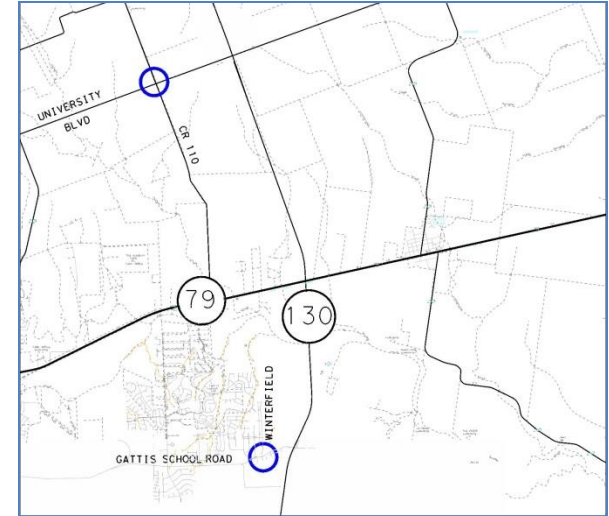 UNIVERSITY
BLVD
CR 110
79
130
WINTERFIELD
GATTIS SCHOOL ROAD